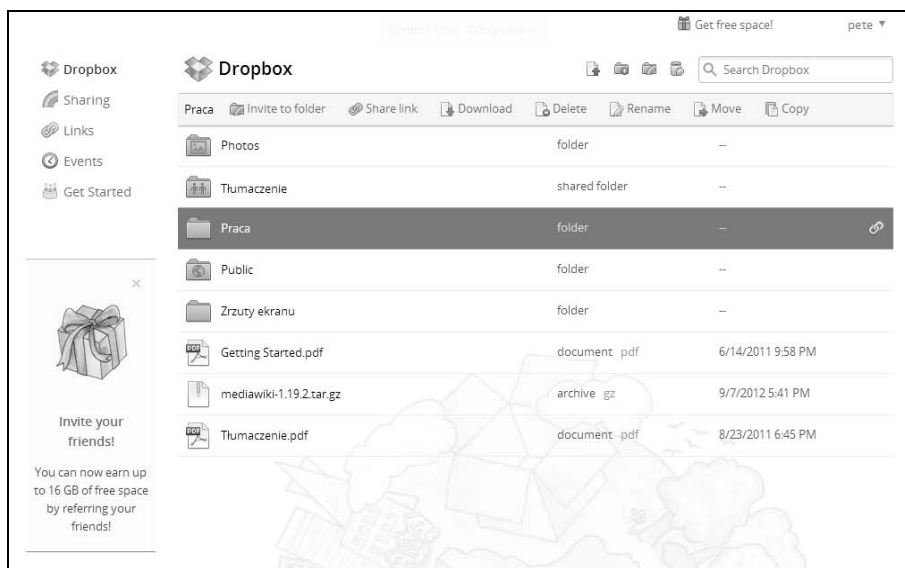 Get free space!
pete
Dropbox
Sharing
Links
Events
Get Started
Dropbox
Search Dropbox
Praca Invite to folder Share link Download Delete Rename Move Copy
Photos folder --
Tłumaczenie shared folder --
Praca folder --
Public folder --
Zrzuty ekranu folder --
Getting Started.pdf document pdf 6/14/2011 9:58 PM
mediawiki-1.19.2.tar.gz archive gz 9/7/2012 5:41 PM
Tłumaczenie.pdf document pdf 8/23/2011 6:45 PM
Invite your
friends!
You can now earn up
to 16 GB of free space
by referring your
friends!